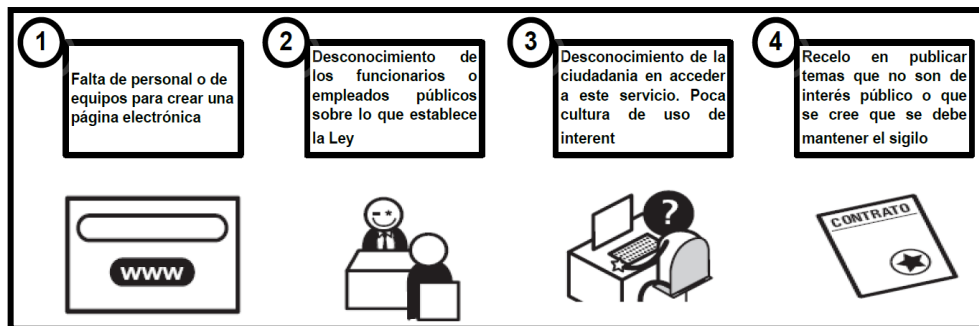 1
Falta de personal o de
equipos para crear una
página electrónica
2
Desconocimiento de
los funcionarios o
empleados públicos
sobre lo que establece
la Ley
3
Desconocimiento de la
ciudadania en acceder
a este servicio. Poca
cultura de uso de
interent
4
Recelo en publicar
temas que no son de
interés público o que
se cree que se debe
mantener el sigilo
www
?
CONTRATO